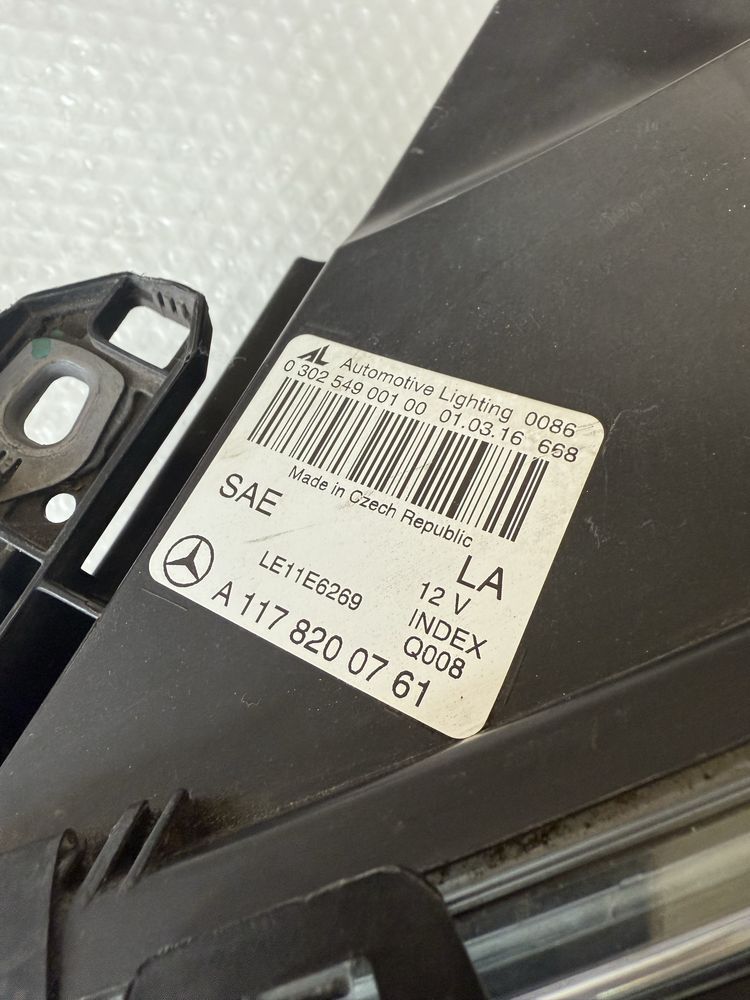 AL Automotive Lighting 0086
0 302 549 001 00 01.03.16 668
Made in Czech Republic
SAE
LA
LE11E6269
12 V
INDEX
Q008
A 117 820 07 61